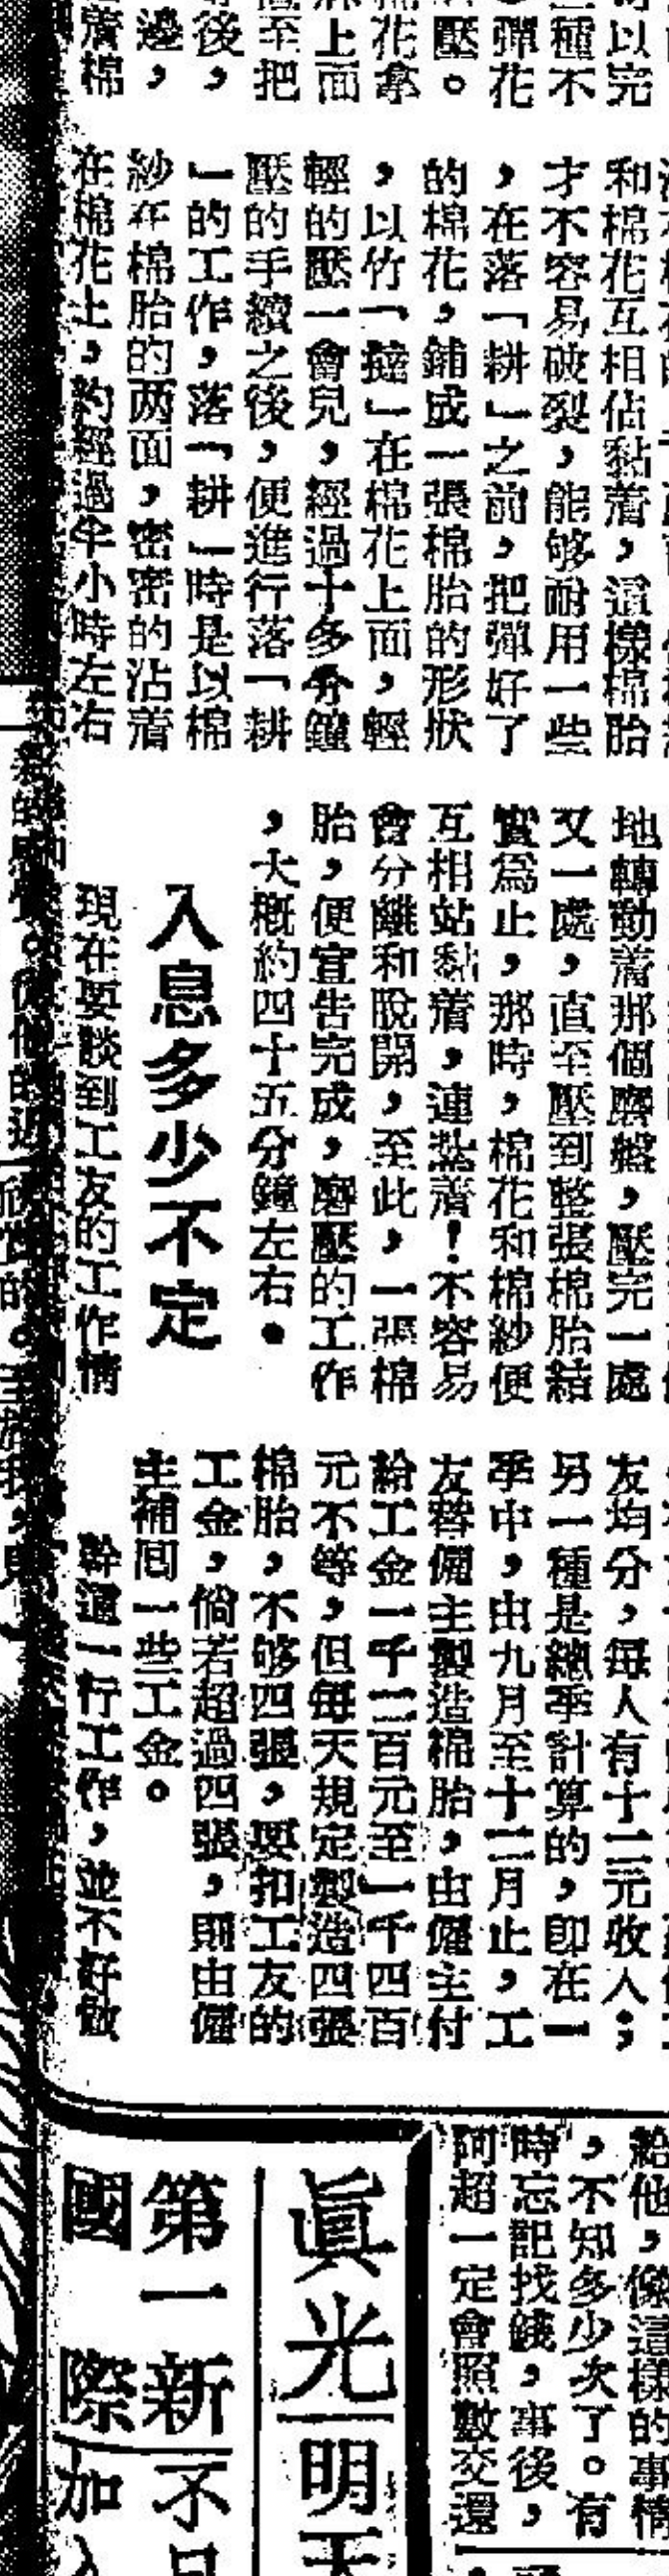 以完
種不
彈花
壓。
花拿
上面
至把
後，
邊，
着棉
和棉花互相佔黏着，這樣棉胎
才不容易破裂，能够耐用一些
，在落「耕」之前，把彈好了
的棉花，鋪成一張棉胎的形狀
，以竹「撻」在棉花上面，輕
輕的壓一會兒，經過十多分鐘
壓的手續之後，便進行落「耕
」的工作，落「耕」時是以棉
紗在棉胎的两面，密密的沾着
在棉花上，約經過半小時左右
地轉動着那個磨盤，壓完一處
又一處，直至壓到整張棉胎結
實爲止，那時，棉花和棉紗便
互相站黏着，連黏着！不容易
會分離和脫開，至此，一張棉
胎，便宣告完成，磨壓的工作
，大槪約四十五分鐘左右。
入息多少不定
現在要談到工友的工作情
友均分，每人有十二元收入；
另一種是總季計算的，卽在一
季中，由九月至十二月止，工
友替僱主製造棉胎，由僱主付
給工金一千二百元至一千四百
元不等，但每天規定製造四張
棉胎，不够四張，要扣工友的
工金，倘若超過四張，則由僱
主補囘一些工金。
幹這一行工作，並不好做
給他，像這樣的事情
，不知多少次了。有
時忘記找錢，事後，
阿超一定會照數交還
眞光
明天
第一新
不日
國際
加入